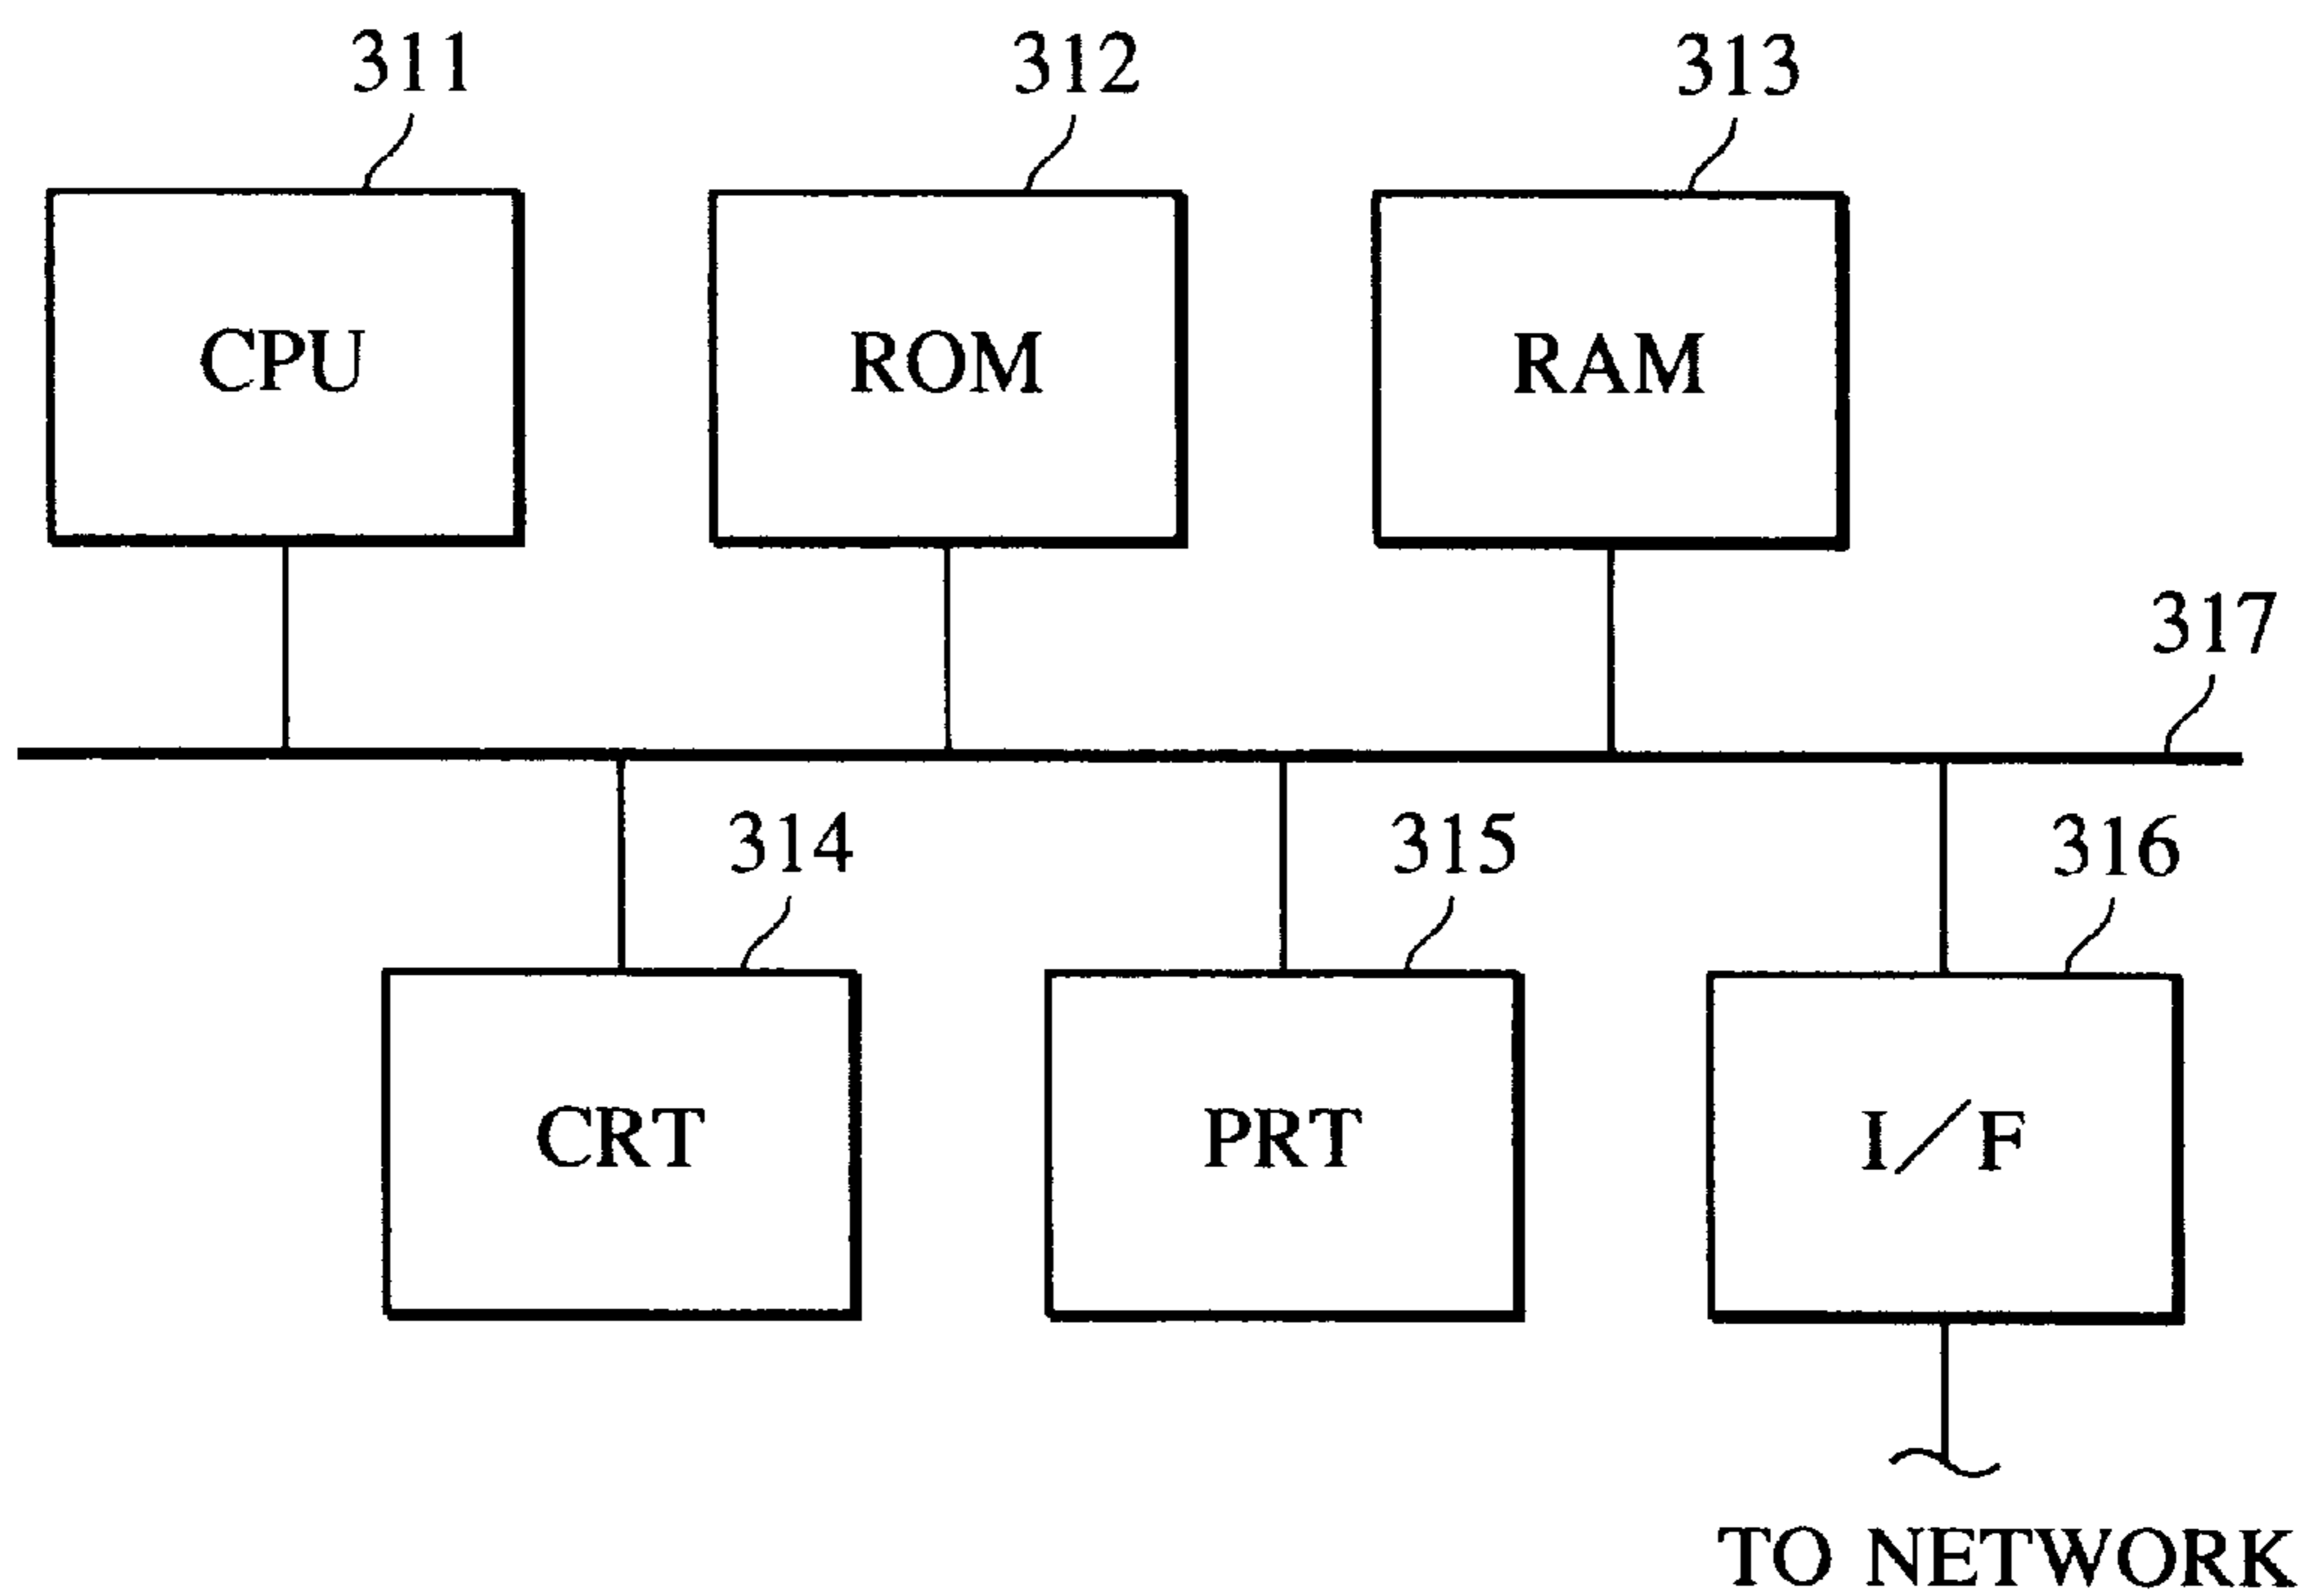 311 312 313
CPU ROM RAM
317
314 315 316
CRT PRT I/F
TO NETWORK